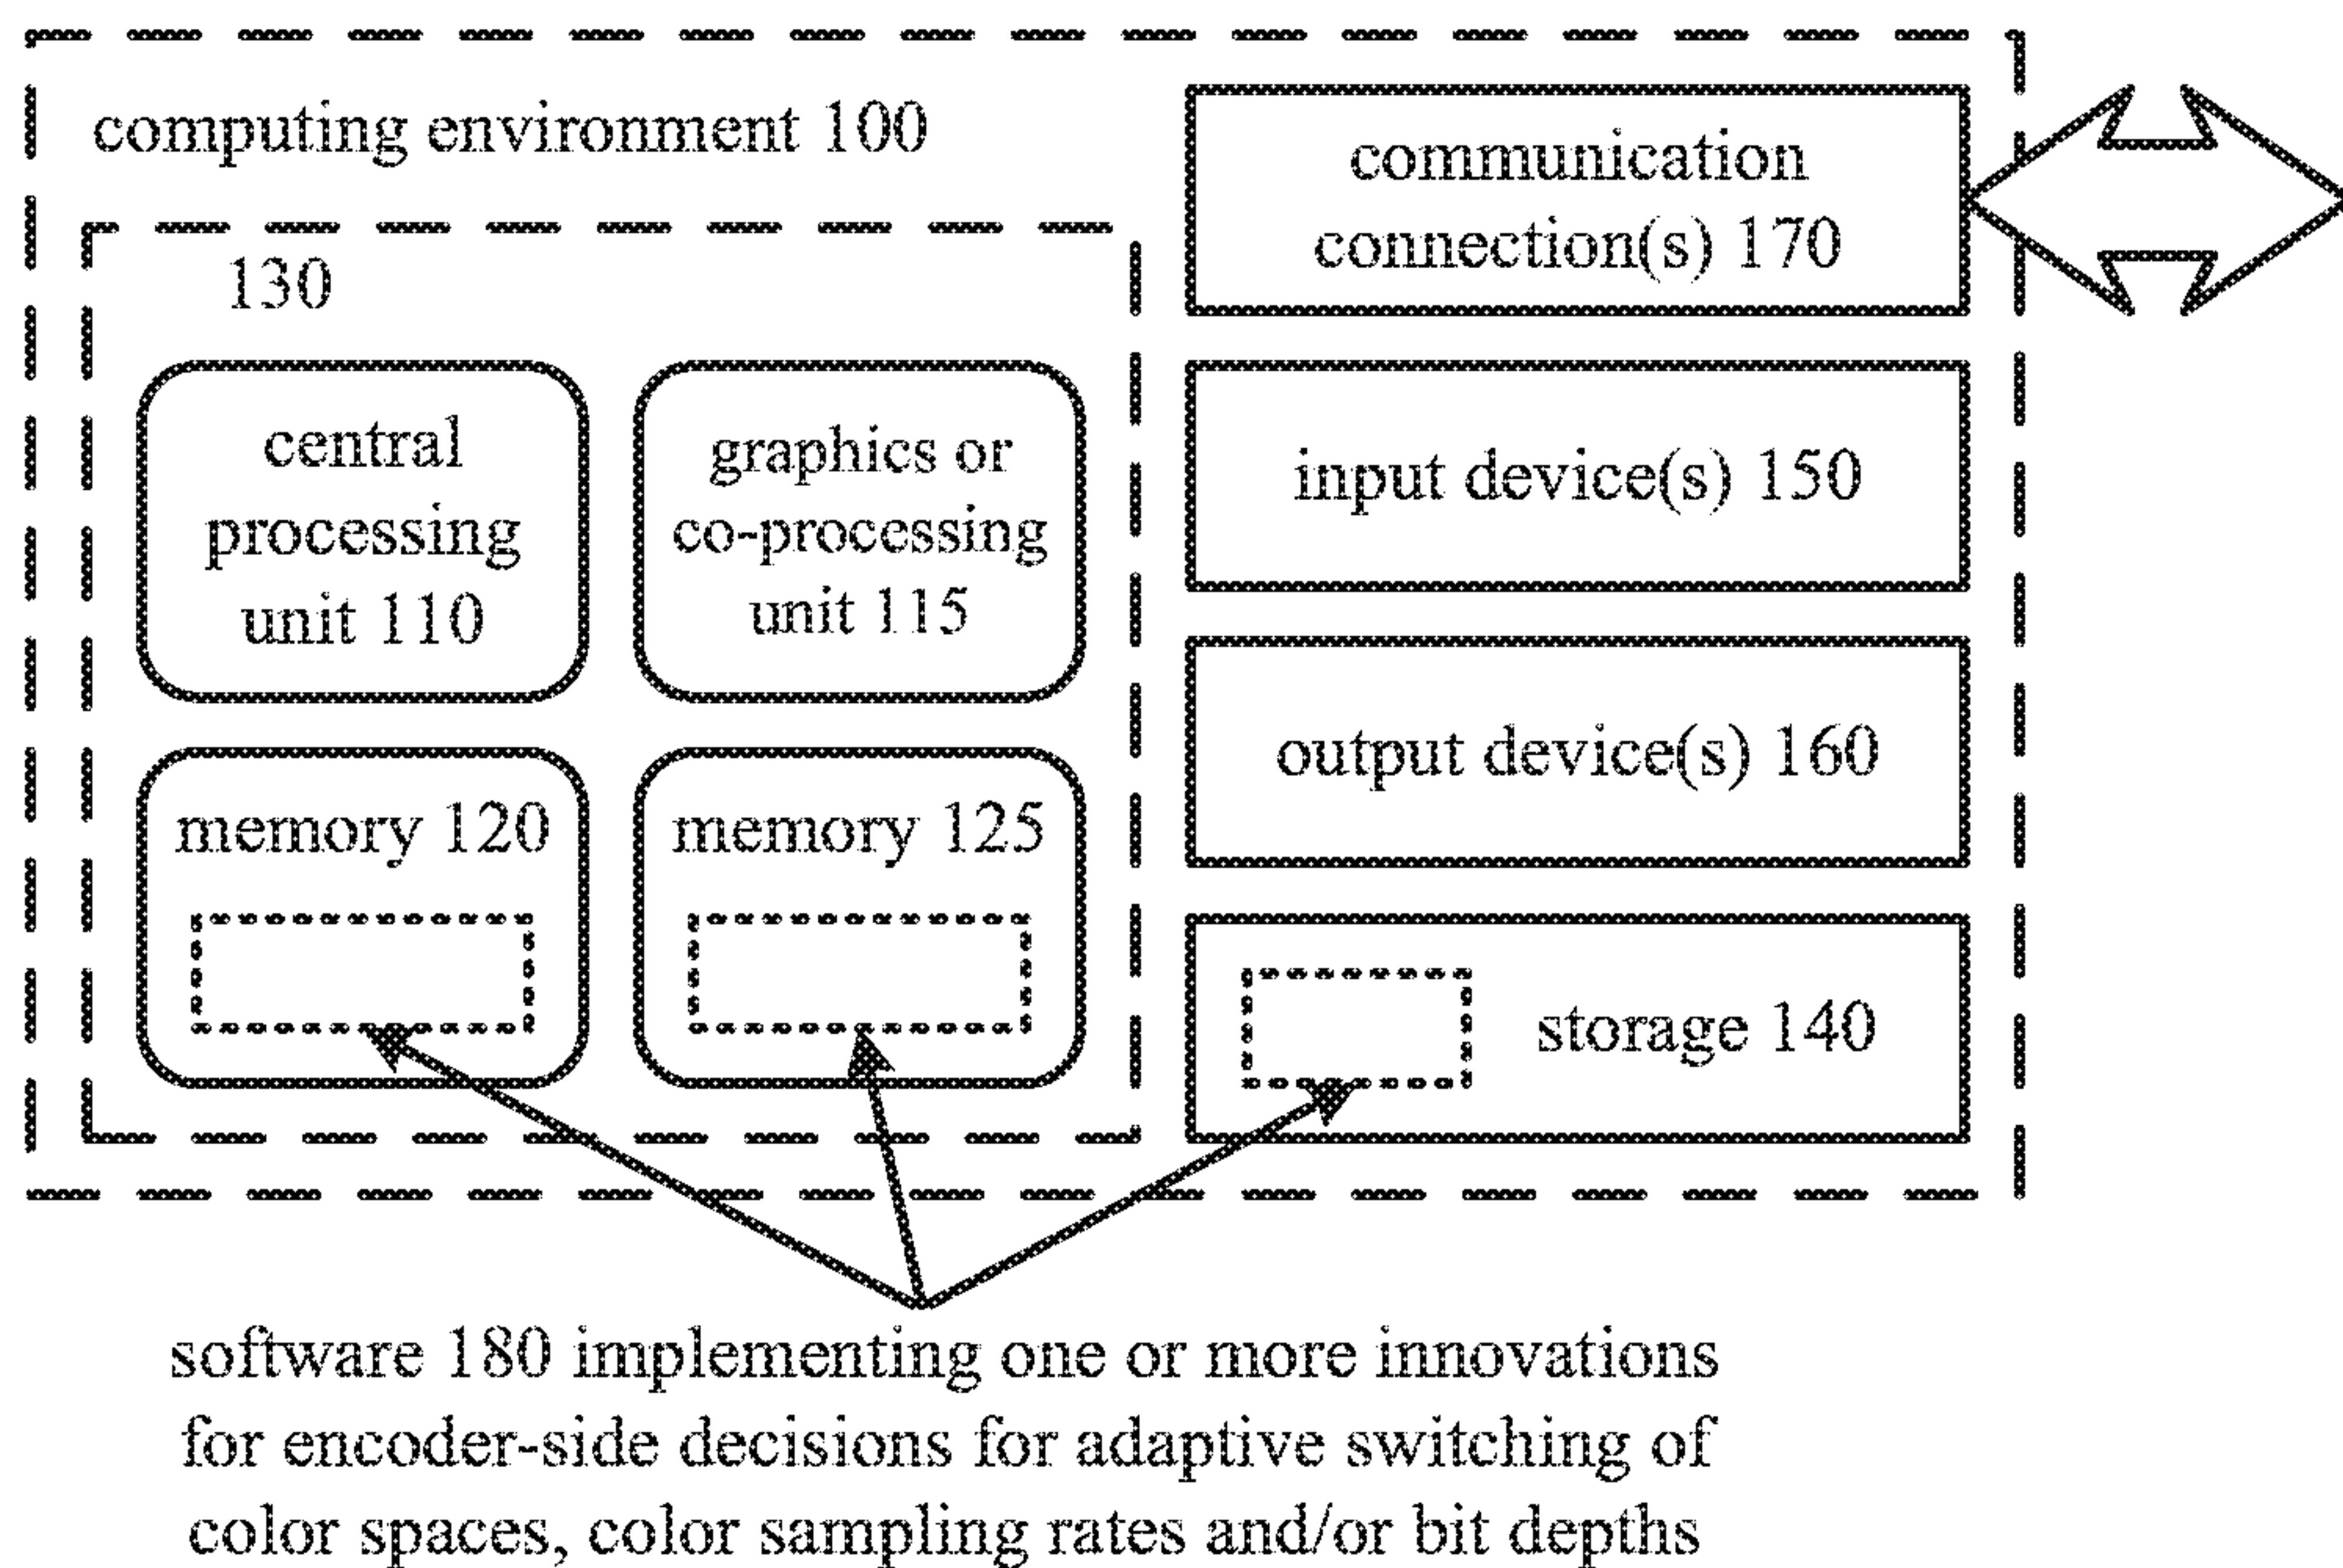 computing environment 100
130
central
processing
unit 110
graphics or
co-processing
unit 115
memory 120
memory 125
communication
connection(s) 170
input device(s) 150
output device(s) 160
storage 140
software 180 implementing one or more innovations
for encoder-side decisions for adaptive switching of
color spaces, color sampling rates and/or bit depths